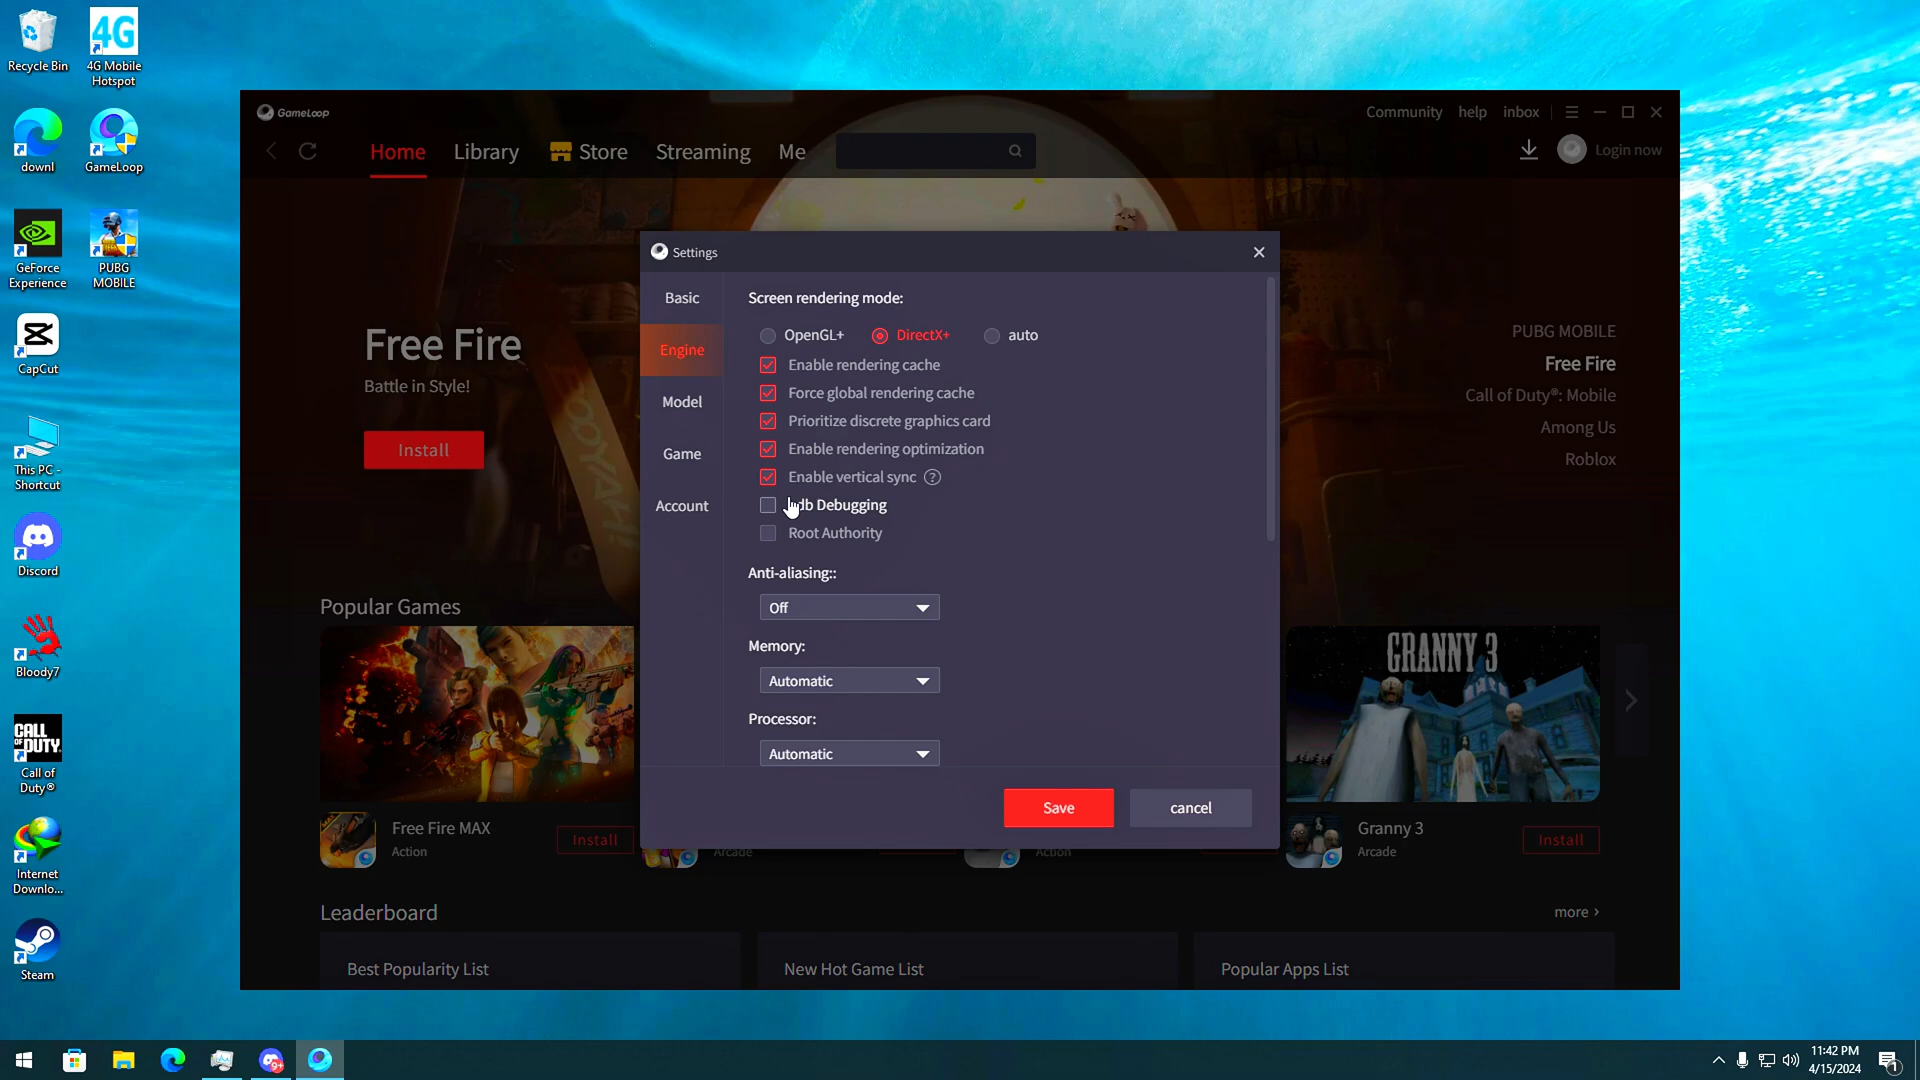 Recycle Bin
4G
4G Mobile
Hotspot
downl
GameLoop
GeForce
Experience
PUBG
MOBILE
CapCut
This PC -
Shortcut
Discord
Bloody7
CALL
OF DUTY
Call of
Duty®
Internet
Downlo...
Steam
GameLoop
Community
help
inbox
Home
Library
Store
Streaming
Me
Login now
Free Fire
Battle in Style!
Install
PUBG MOBILE
Free Fire
Call of Duty®: Mobile
Among Us
Roblox
Settings
Basic
Engine
Model
Game
Account
Screen rendering mode:
OpenGL+
DirectX+
auto
Enable rendering cache
Force global rendering cache
Prioritize discrete graphics card
Enable rendering optimization
Enable vertical sync ?
db Debugging
Root Authority
Anti-aliasing::
Off
Memory:
Automatic
Processor:
Automatic
Save
cancel
Popular Games
GRANNY 3
Free Fire MAX
Action
Install
Arcade
Action
Granny 3
Arcade
Install
Leaderboard
more ›
Best Popularity List
New Hot Game List
Popular Apps List
9+
11:42 PM
4/15/2024
1